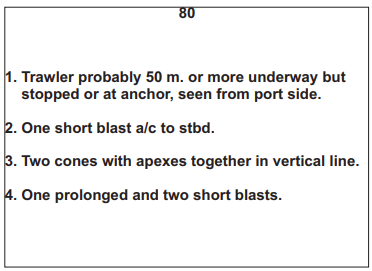 80
1. Trawler probably 50 m. or more underway but
stopped or at anchor, seen from port side.
2. One short blast a/c to stbd.
3. Two cones with apexes together in vertical line.
4. One prolonged and two short blasts.